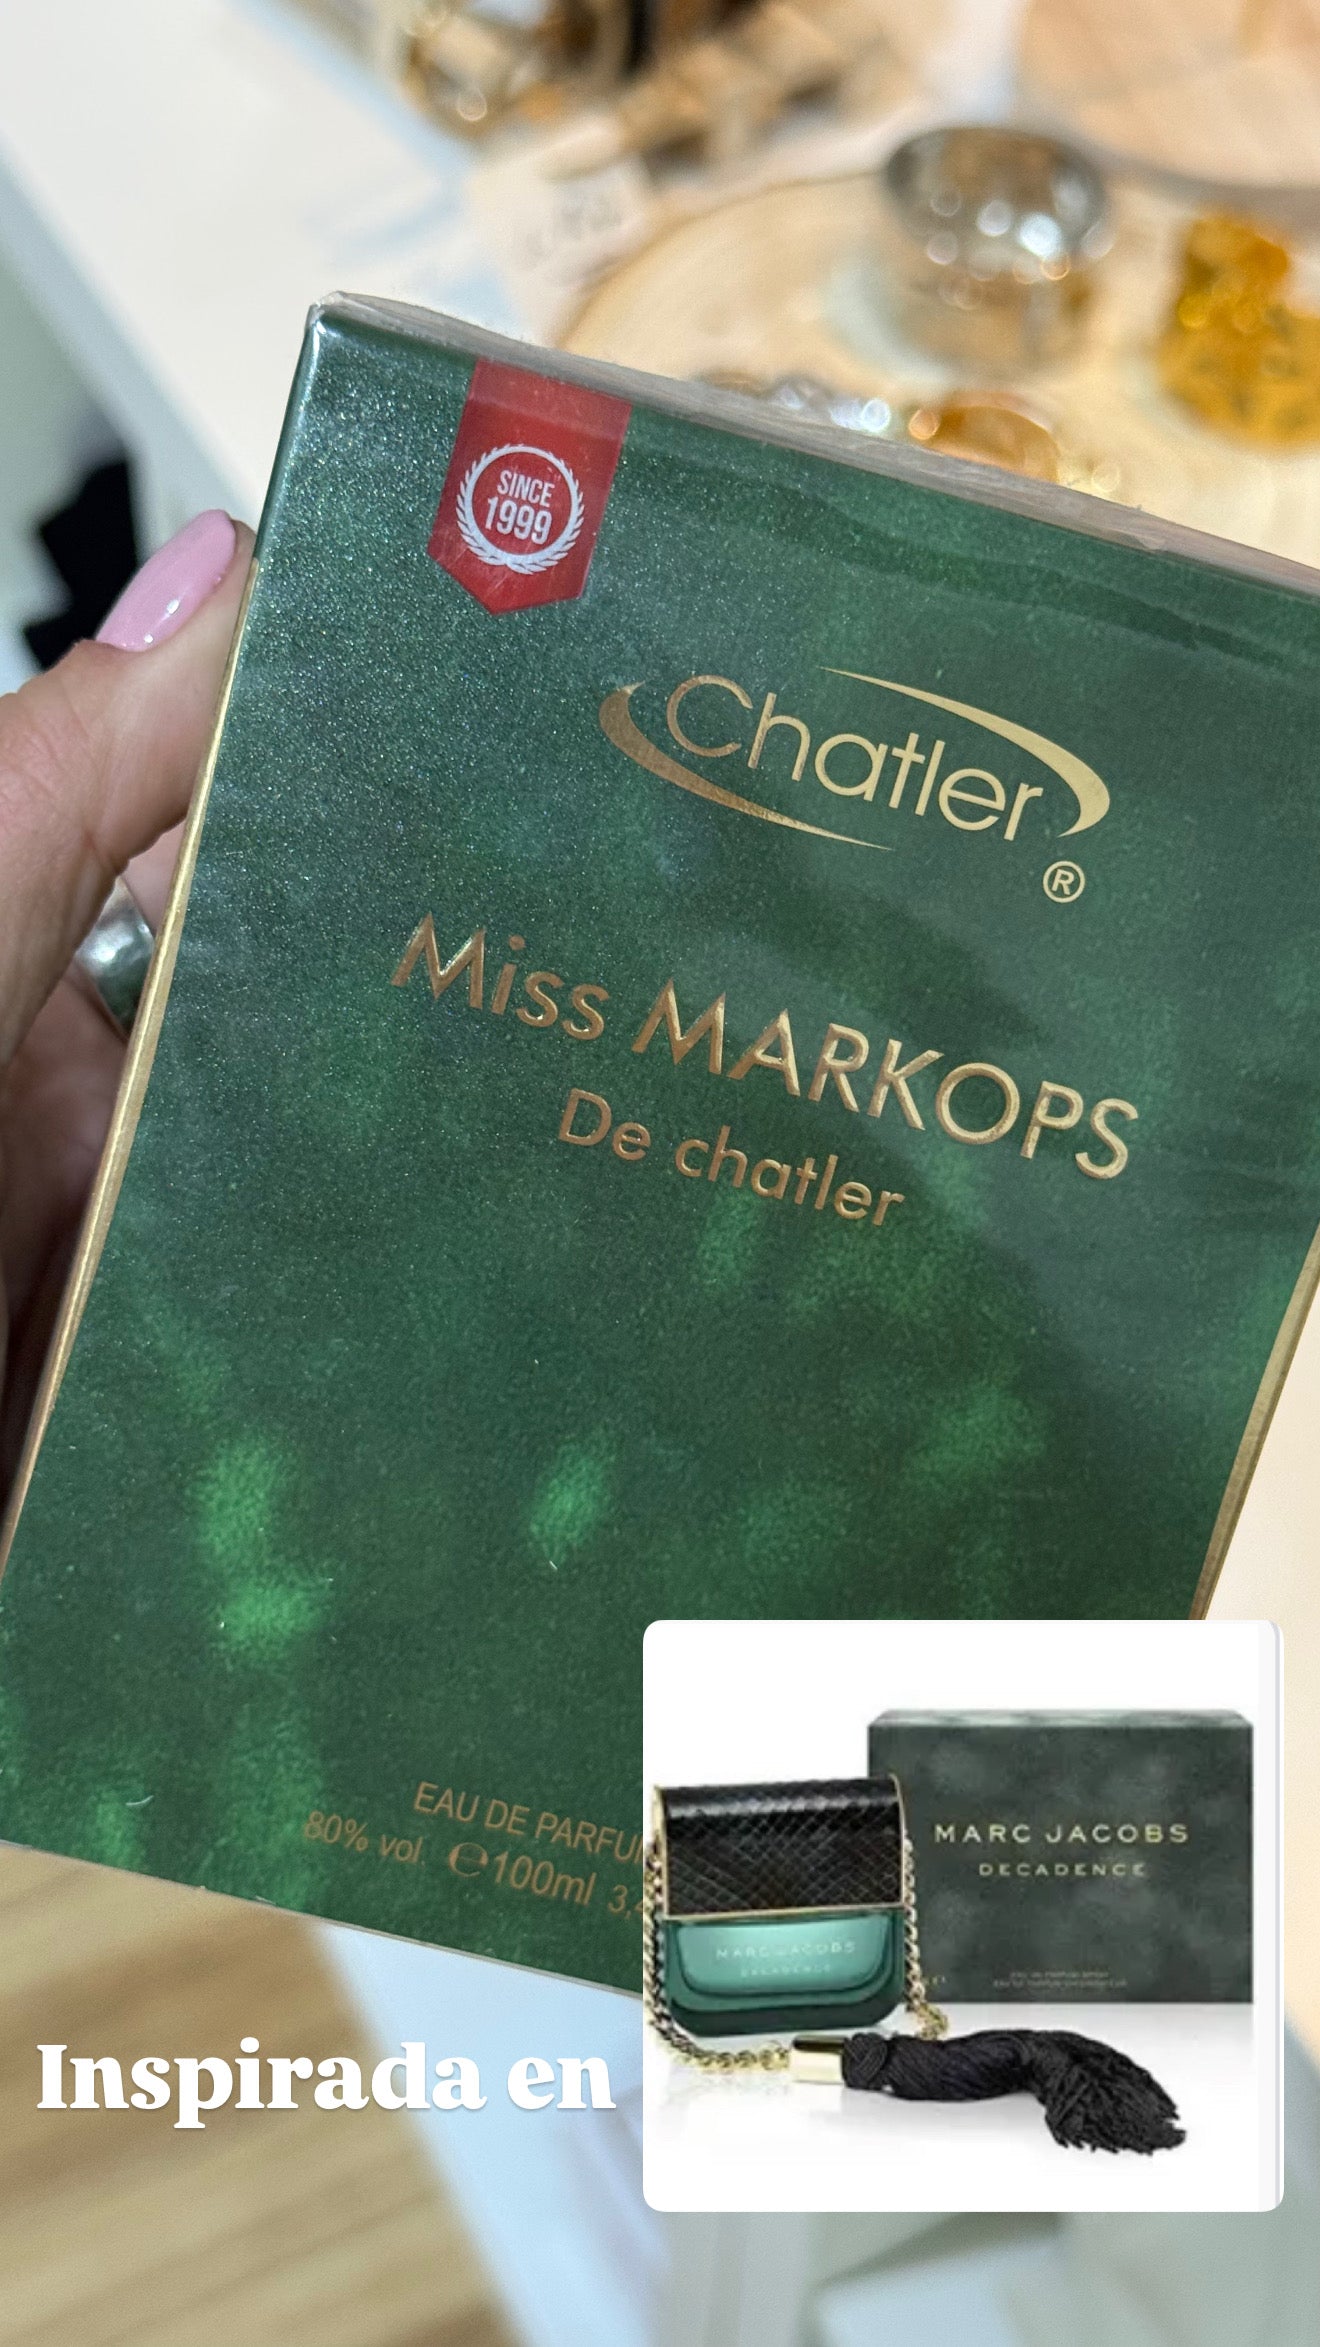 SINCE
1999
Chatler
®
Miss MARKOPS
De chatler
EAU DE PARFU
80% vol. ℮100ml 3,4
Inspirada en
MARC JACOBS
DECADENCE
MARC JACOBS
DECADENCE